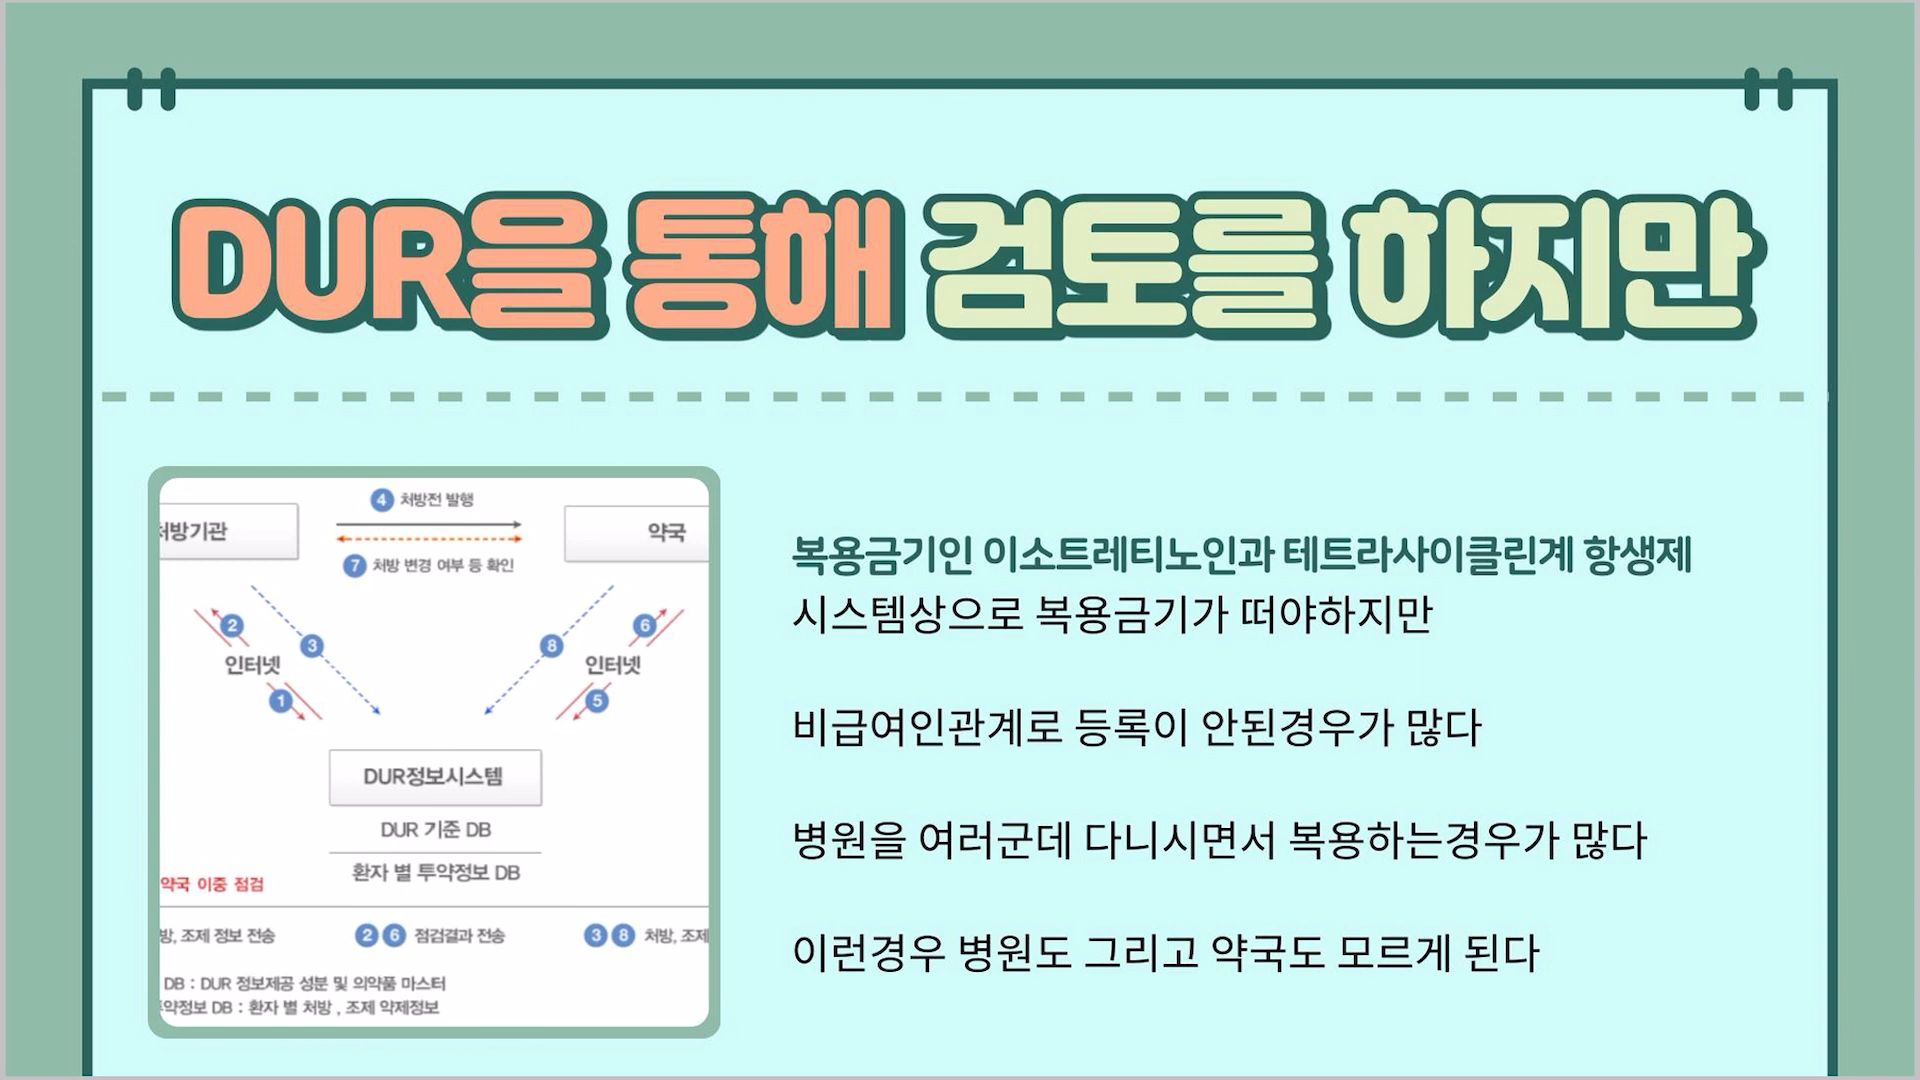 DUR을 통해 검토를 하지만
4 처방전 발행
처방기관
약국
7 처방 변경 여부 등 확인
2
3
8
6
인터넷
인터넷
1
5
DUR정보시스템
DUR 기준 DB
환자 별 투약정보 DB
약국 이중 점검
방, 조제 정보 전송
2 6 점검결과 전송
3 8 처방, 조제
DB : DUR 정보제공 성분 및 의약품 마스터
투약정보 DB : 환자 별 처방 , 조제 약제정보
복용금기인 이소트레티노인과 테트라사이클린계 항생제
시스템상으로 복용금기가 떠야하지만
비급여인관계로 등록이 안된경우가 많다
병원을 여러군데 다니시면서 복용하는경우가 많다
이런경우 병원도 그리고 약국도 모르게 된다